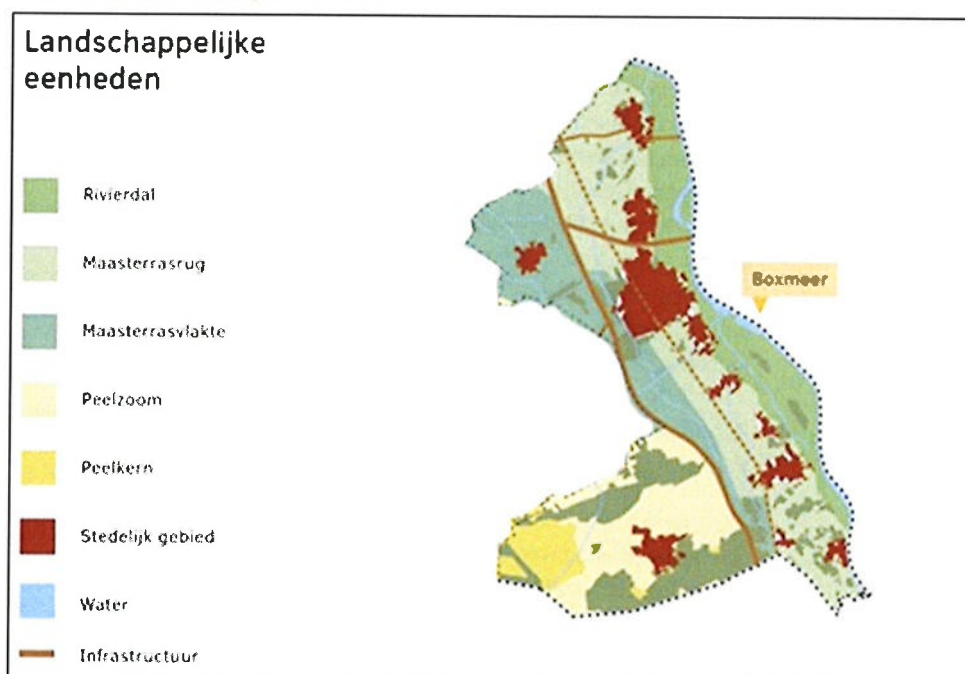 Landschappelijke
eenheden
Rivierdal
Maasterrasrug
Maasterrasvlakte
Peelzoom
Peelkern
Stedelijk gebied
Water
Infrastructuur
Boxmeer